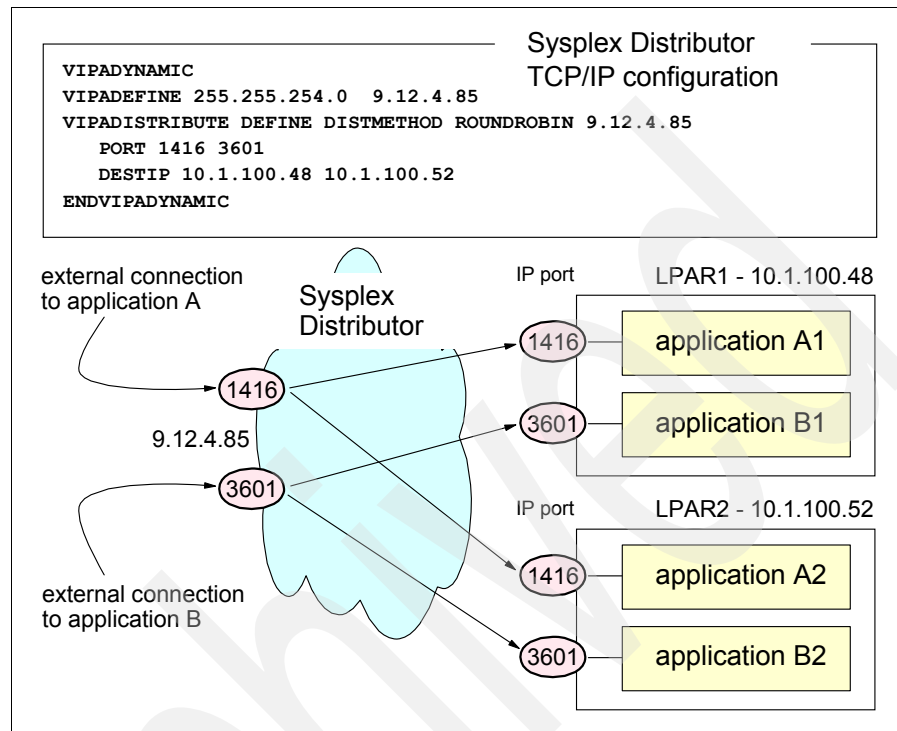 Sysplex Distributor
TCP/IP configuration
VIPADYNAMIC
VIPADEFINE 255.255.254.0 9.12.4.85
VIPADISTRIBUTE DEFINE DISTMETHOD ROUNDROBIN 9.12.4.85
PORT 1416 3601
DESTIP 10.1.100.48 10.1.100.52
ENDVIPADYNAMIC
external connection
to application A
Sysplex
Distributor
IP port
LPAR1 - 10.1.100.48
1416
application A1
1416
3601
application B1
9.12.4.85
3601
IP port
LPAR2 - 10.1.100.52
1416
application A2
external connection
to application B
3601
application B2